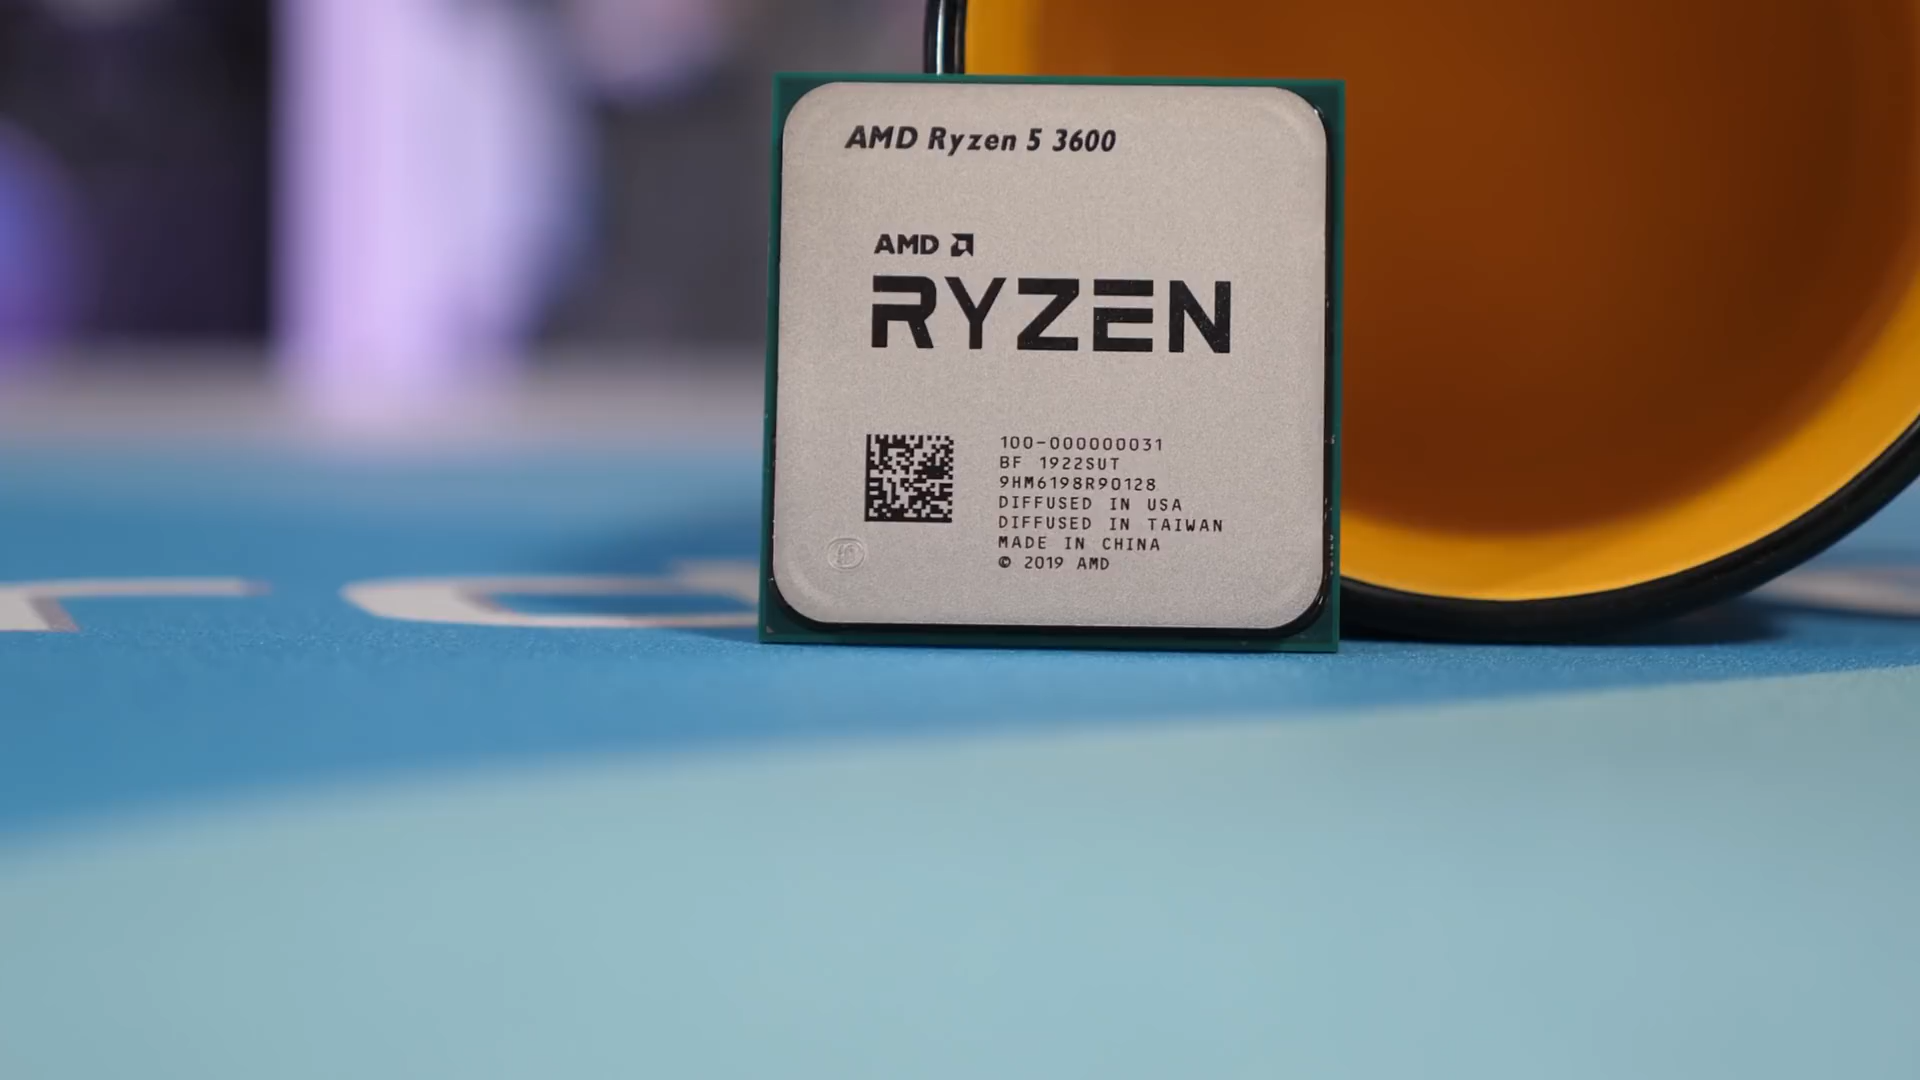 AMD Ryzen 5 3600
AMD
RYZEN
100-000000031
BF 1922SUT
9HM6198R90128
DIFFUSED IN USA
DIFFUSED IN TAIWAN
MADE IN CHINA
© 2019 AMD